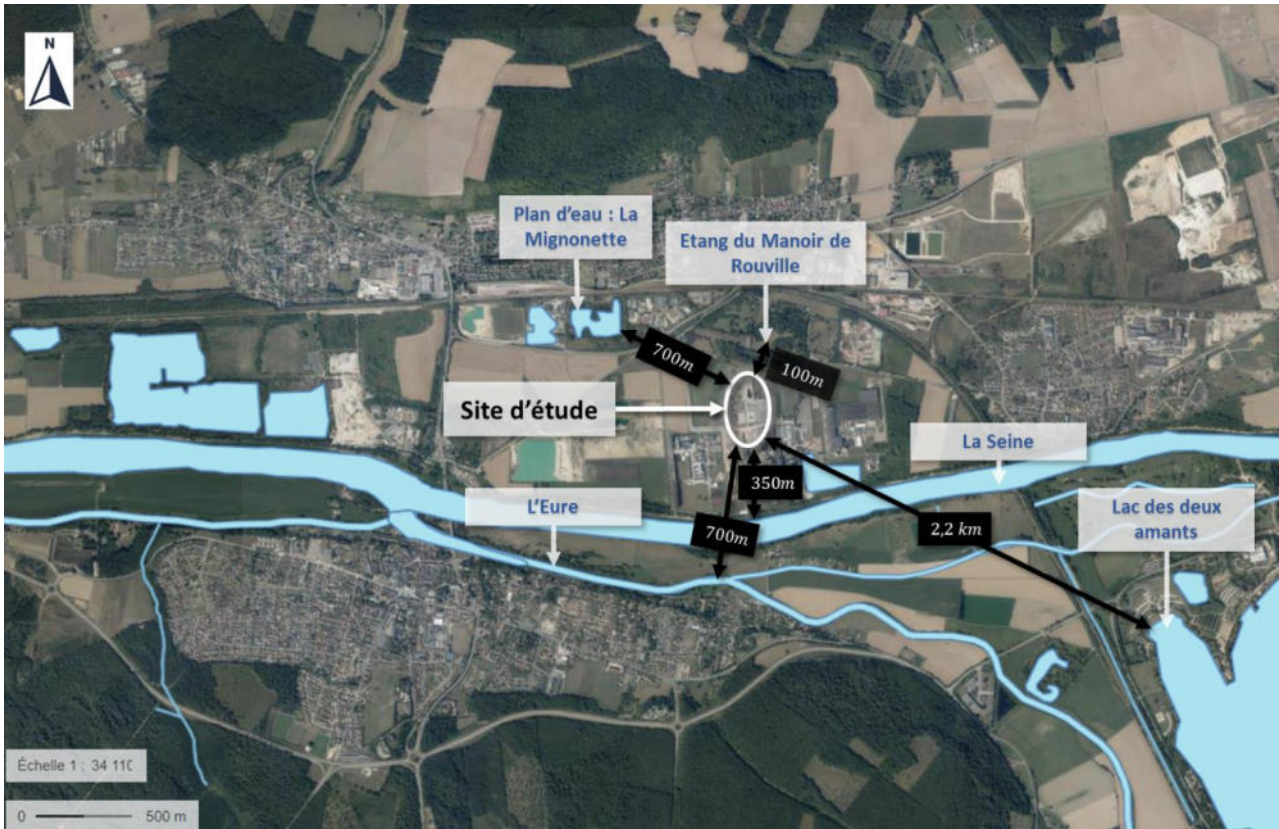 N
Plan d'eau : La
Mignonette
Etang du Manoir de
Rouville
700m
100m
Site d'étude
La Seine
350m
L'Eure
Lac des deux
amants
700m
2,2 km
Échelle 1 : 34 110
0 500 m